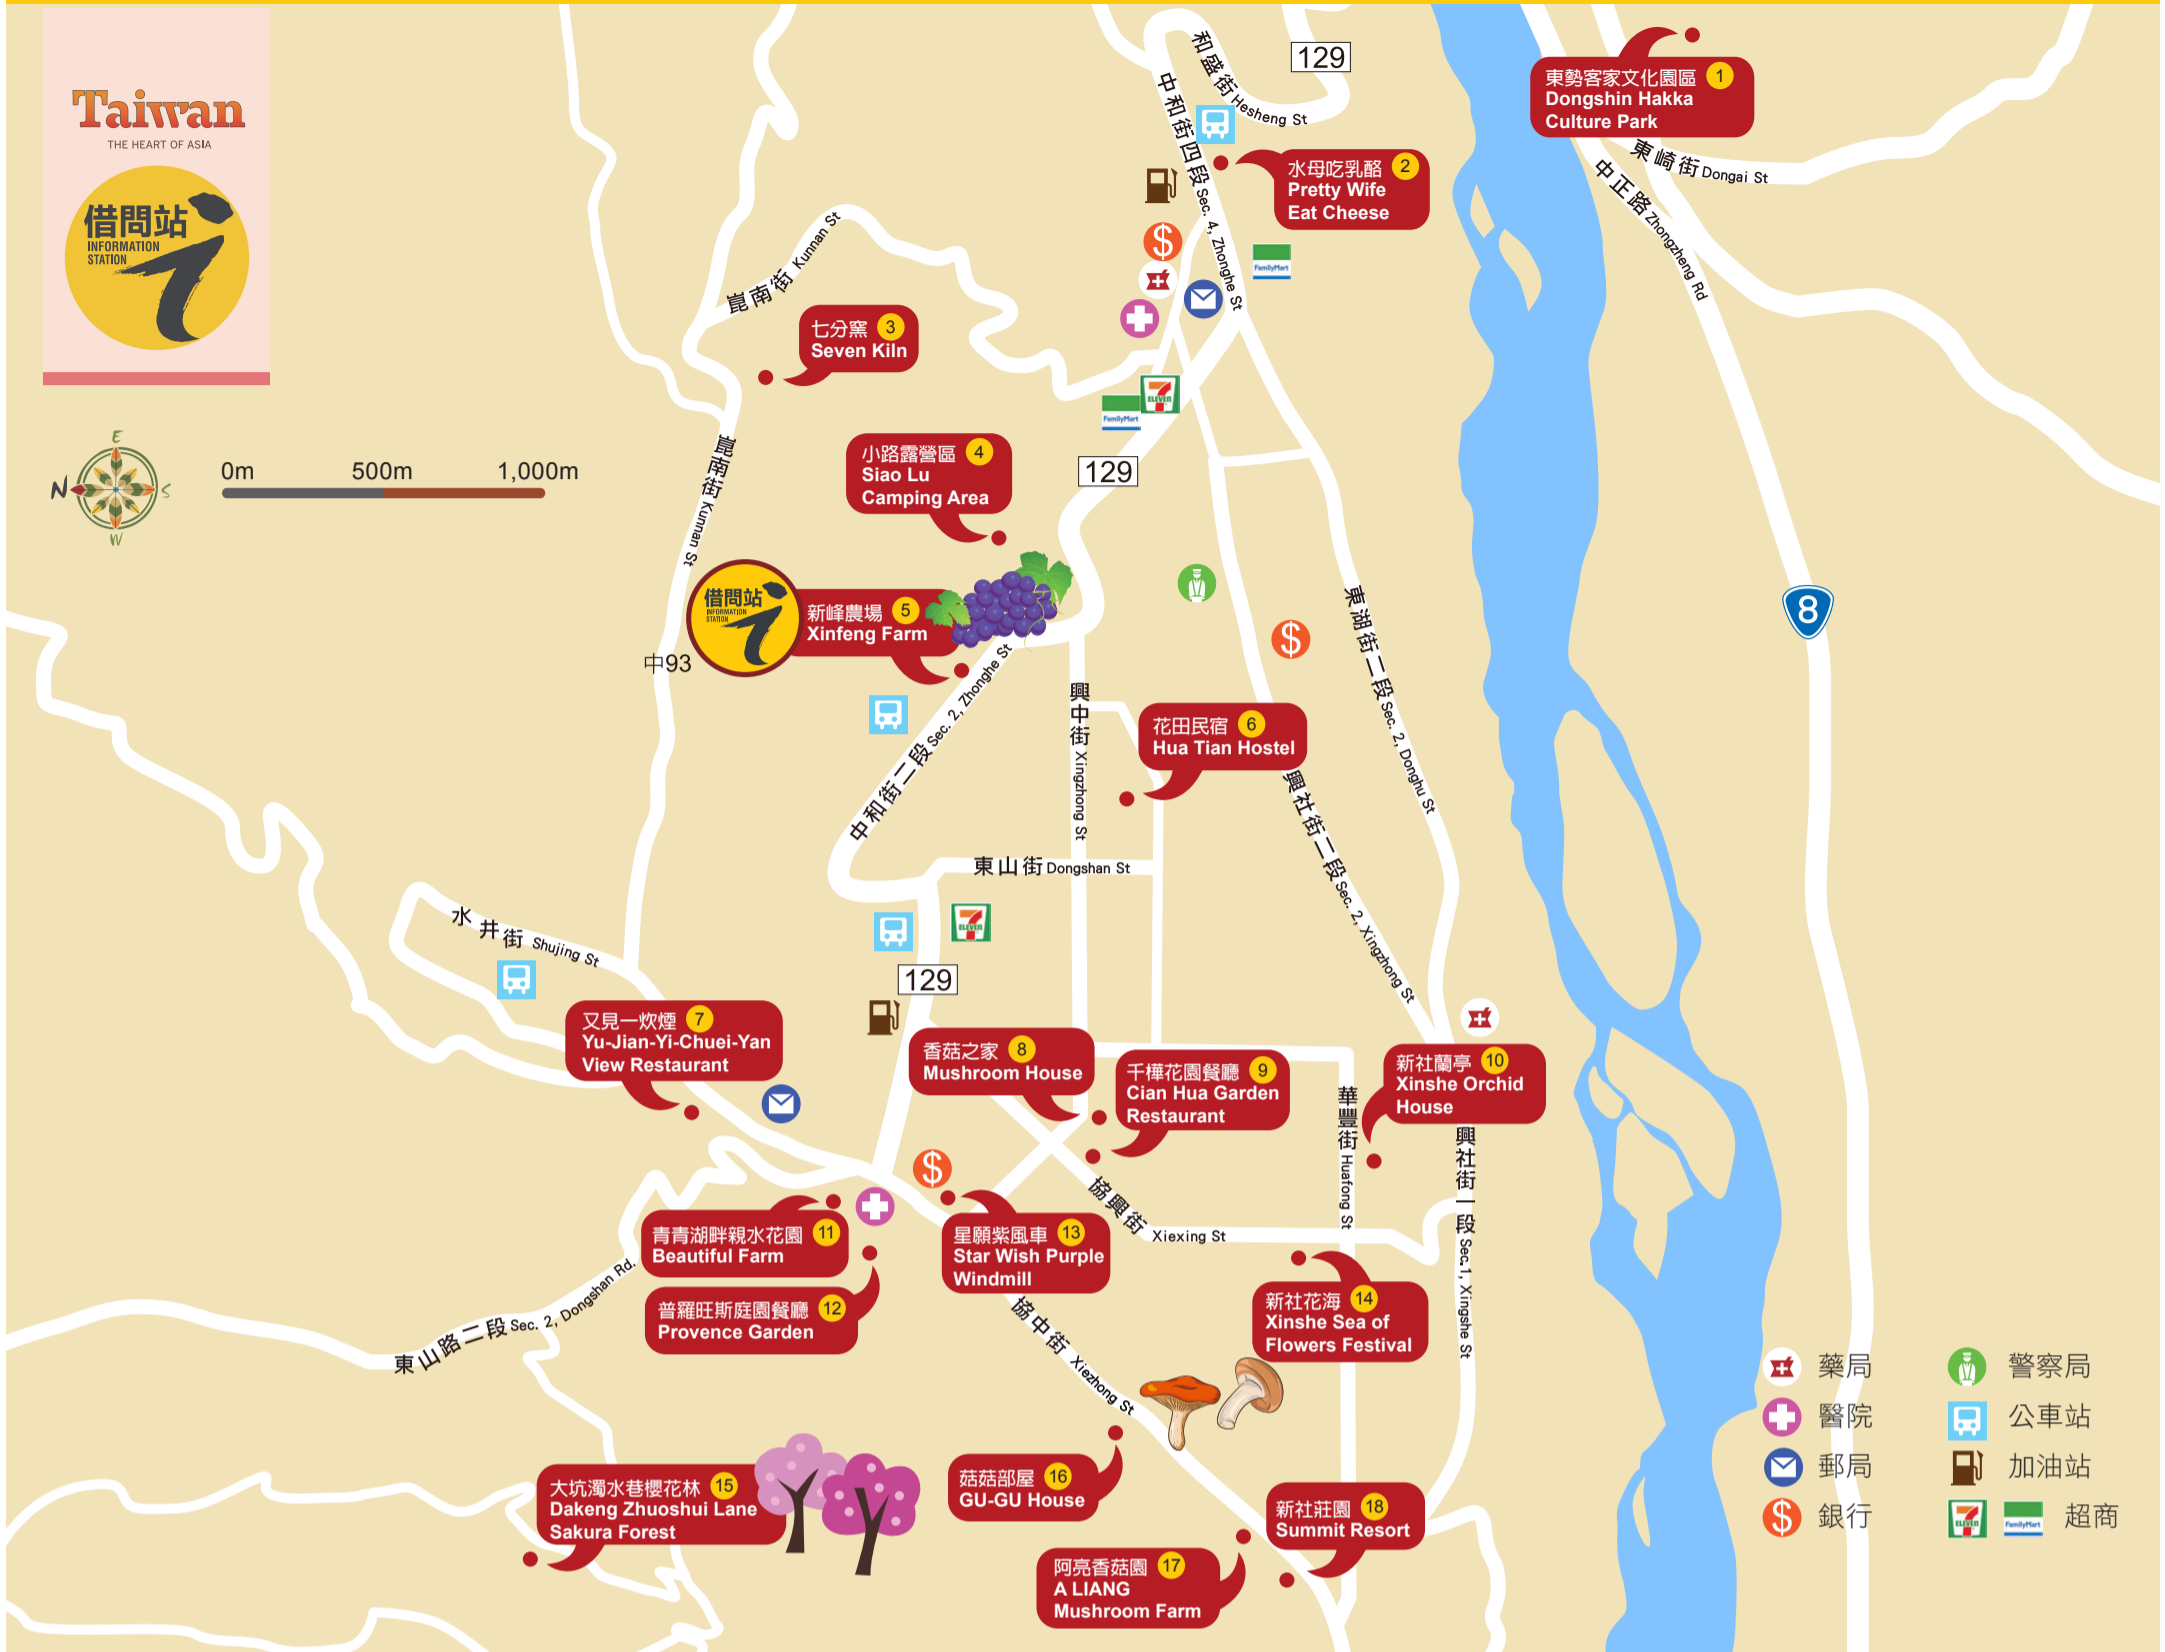 Taiwan
THE HEART OF ASIA
借問站
INFORMATION
STATION
E
N
S
W
0m 500m 1,000m
和盛街 Hesheng St
129
中和街四段 Sec. 4, Zhonghe St
東勢客家文化園區 1
Dongshin Hakka
Culture Park
東崎街 Dongai St
中正路 Zhongzheng Rd
水母吃乳酪 2
Pretty Wife
Eat Cheese
FamilyMart
崑南街 Kunnan St
七分窯 3
Seven Kiln
7
ELEVEN
FamilyMart
崑南街 Kunnan St
小路露營區 4
Siao Lu
Camping Area
129
借問站
INFORMATION
STATION
新峰農場 5
Xinfeng Farm
中93
8
東湖街二段 Sec. 2, Donghu St
中和街二段 Sec. 2, Zhonghe St
興中街 Xingzhong St
花田民宿 6
Hua Tian Hostel
興社街二段 Sec. 2, Xingzhong St
東山街 Dongshan St
7
ELEVEN
水井街 Shujing St
129
又見一炊煙 7
Yu-Jian-Yi-Chuei-Yan
View Restaurant
香菇之家 8
Mushroom House
千樺花園餐廳 9
Cian Hua Garden
Restaurant
新社蘭亭 10
Xinshe Orchid
House
華豐街 Huafong St
興社街一段 Sec.1, Xingshe St
協興街 Xiexing St
青青湖畔親水花園 11
Beautiful Farm
普羅旺斯庭園餐廳 12
Provence Garden
星願紫風車 13
Star Wish Purple
Windmill
新社花海 14
Xinshe Sea of
Flowers Festival
東山路二段 Sec. 2, Dongshan Rd.
協中街 Xiezhong St
大坑濁水巷櫻花林 15
Dakeng Zhuoshui Lane
Sakura Forest
菇菇部屋 16
GU-GU House
阿亮香菇園 17
A LIANG
Mushroom Farm
新社莊園 18
Summit Resort
藥局
醫院
郵局
銀行
警察局
公車站
加油站
7
ELEVEN
FamilyMart
超商